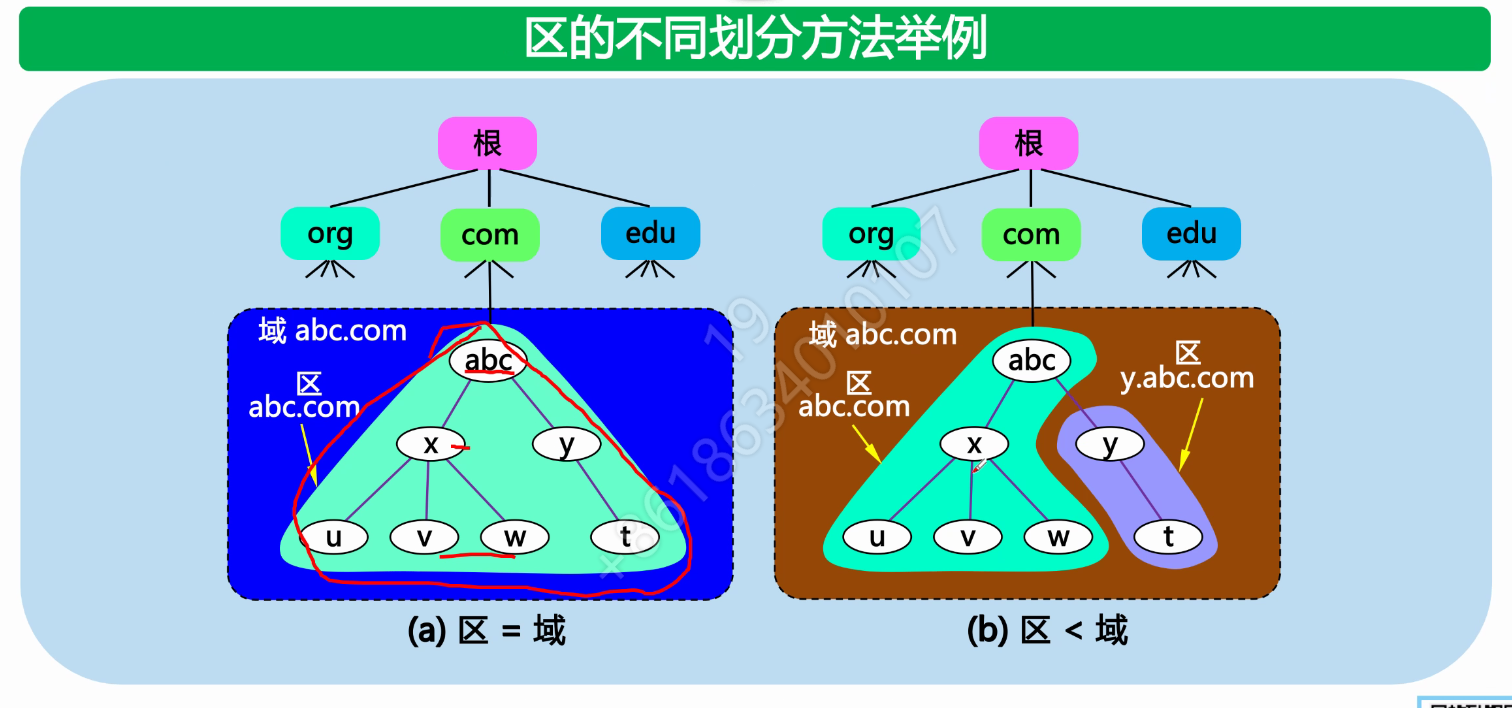 区的不同划分方法举例
根
org com edu
域 abc.com
区
abc.com
abc
x y
u v w t
(a) 区 = 域
根
org com edu
域 abc.com
区
abc.com
区
y.abc.com
abc
x y
u v w t
(b) 区 < 域
19
+8618634010107